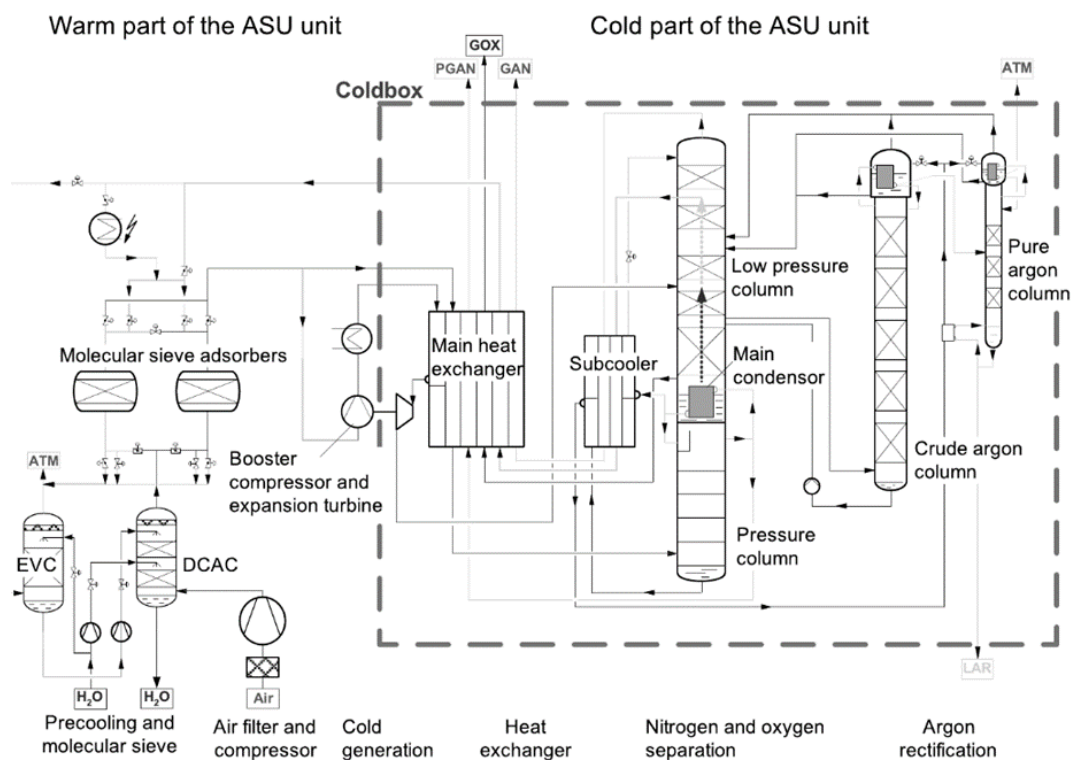 Warm part of the ASU unit
Cold part of the ASU unit
GOX
PGAN
GAN
ATM
Coldbox
Low pressure
column
Pure
argon
column
Molecular sieve adsorbers
Main heat
exchanger
Subcooler
Main
condensor
Crude argon
column
ATM
Booster
compressor and
expansion turbine
Pressure
column
EVC
DCAC
LAR
H₂O
H₂O
Air
Precooling and
molecular sieve
Air filter and
compressor
Cold
generation
Heat
exchanger
Nitrogen and oxygen
separation
Argon
rectification